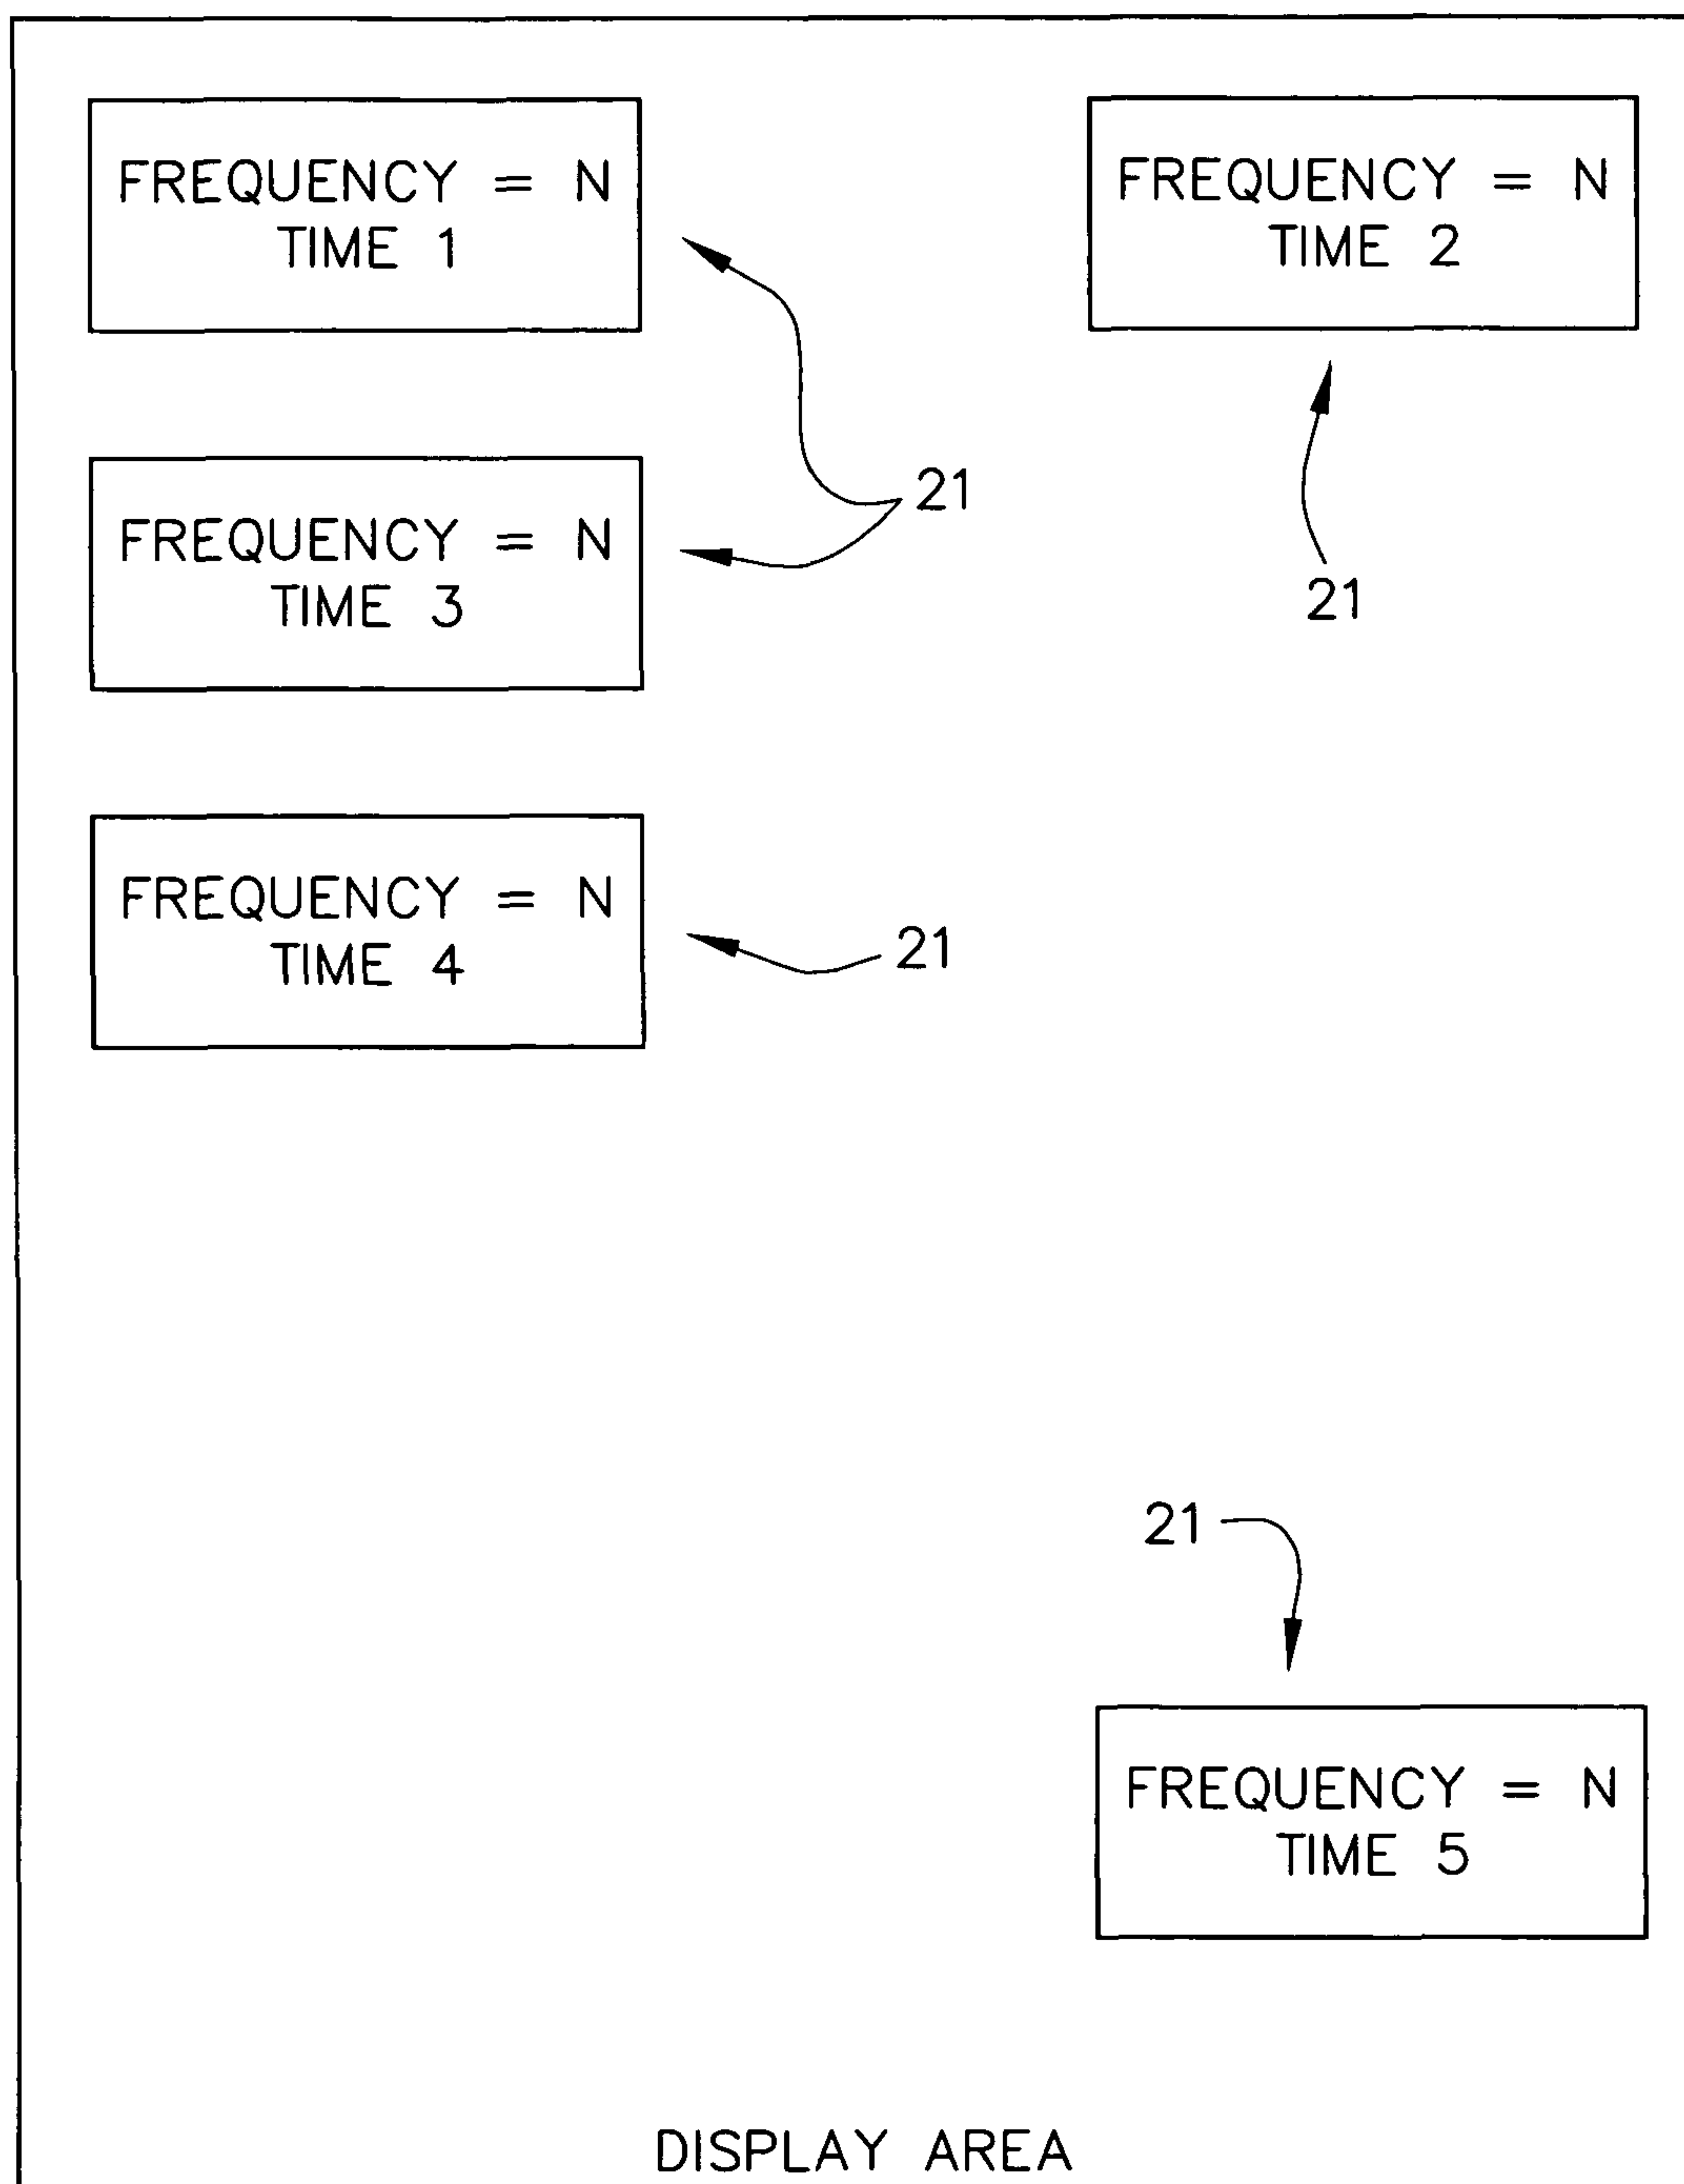 FREQUENCY = N
TIME 1
FREQUENCY = N
TIME 2
21
FREQUENCY = N
TIME 3
21
FREQUENCY = N
TIME 4
21
21
FREQUENCY = N
TIME 5
DISPLAY AREA